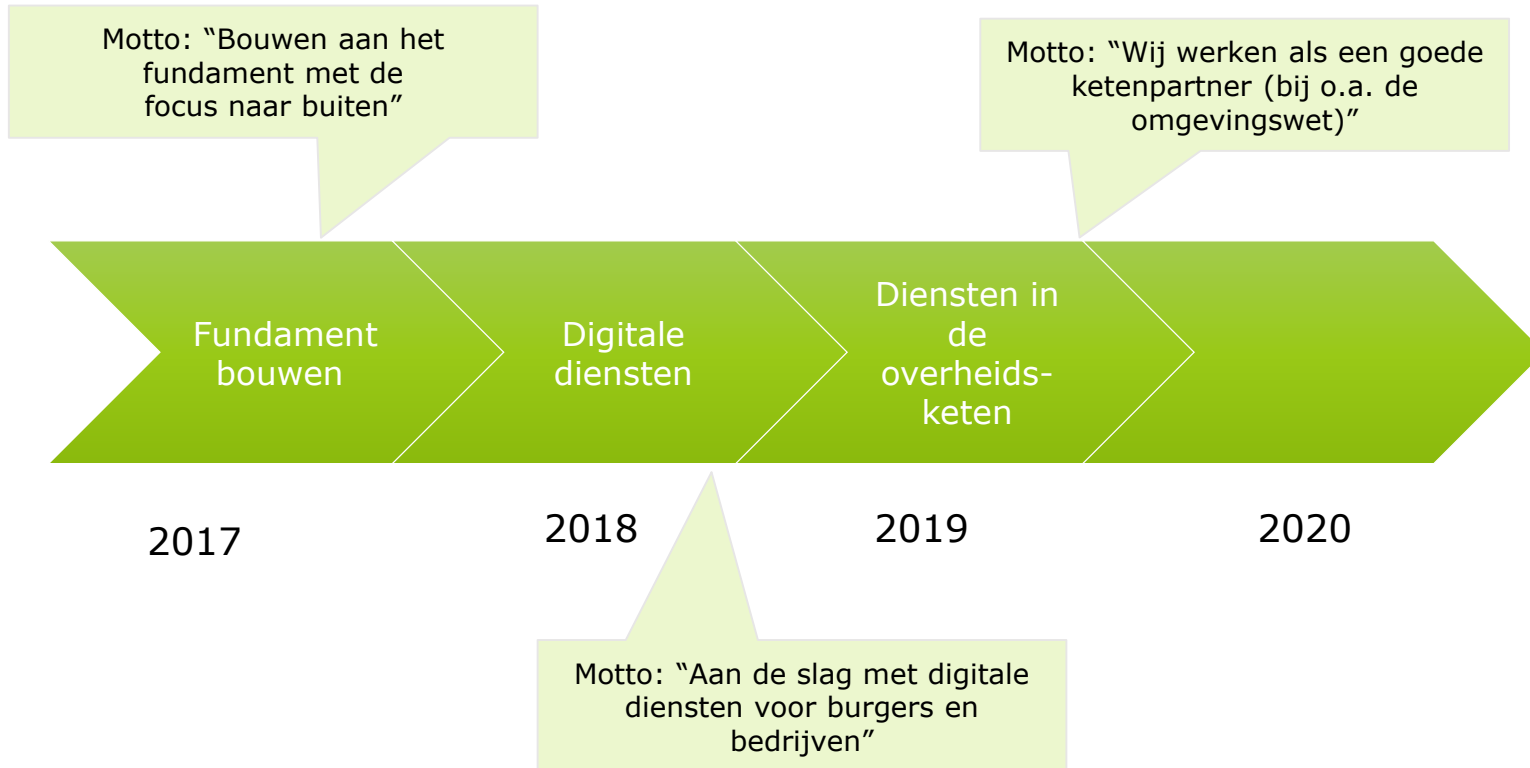 Motto: “Bouwen aan het
fundament met de
focus naar buiten”
Motto: “Wij werken als een goede
ketenpartner (bij o.a. de
omgevingswet)”
Fundament
bouwen
Digitale
diensten
Diensten in
de
overheids-
keten
2017
2018
2019
2020
Motto: “Aan de slag met digitale
diensten voor burgers en
bedrijven”